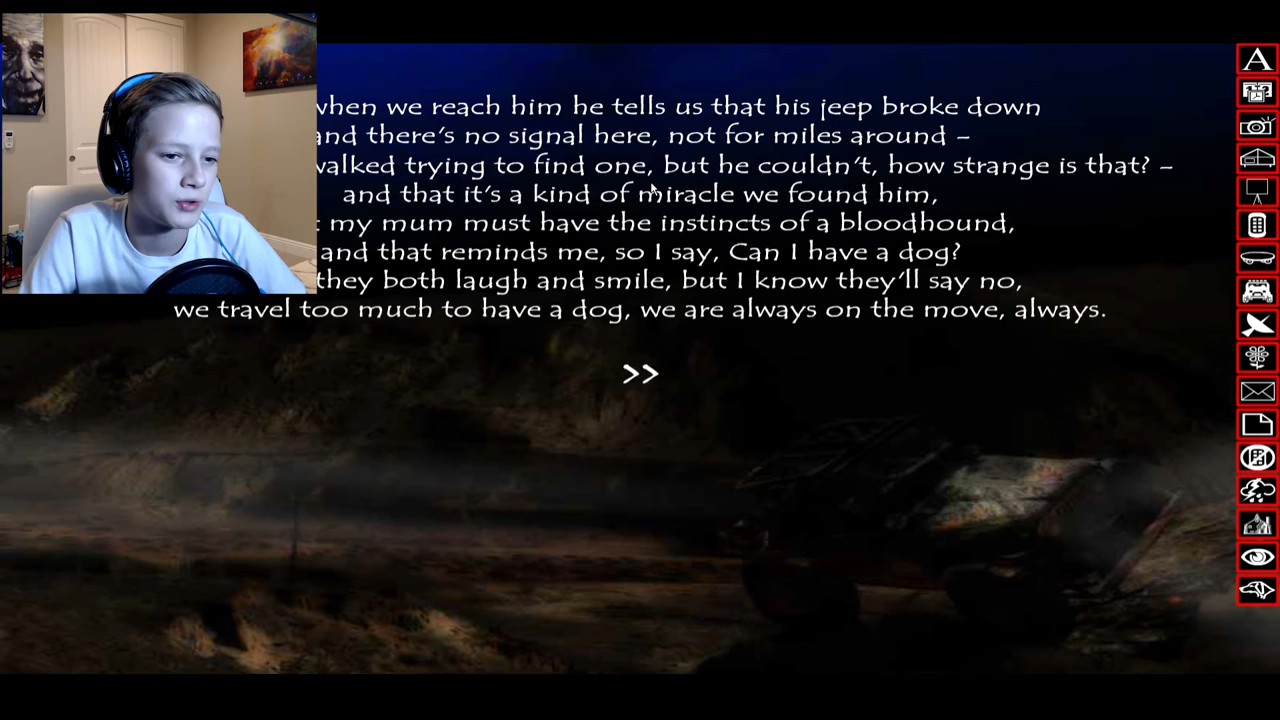 when we reach him he tells us that his jeep broke down
and there's no signal here, not for miles around –
walked trying to find one, but he couldn't, how strange is that? –
and that it's a kind of miracle we found him,
my mum must have the instincts of a bloodhound,
and that reminds me, so I say, Can I have a dog?
they both laugh and smile, but I know they'll say no,
we travel too much to have a dog, we are always on the move, always.
>>
A